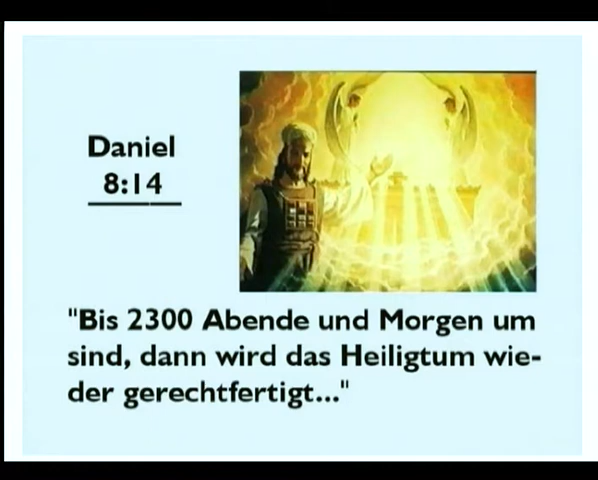 Daniel
8:14
"Bis 2300 Abende und Morgen um
sind, dann wird das Heiligtum wie-
der gerechtfertigt..."